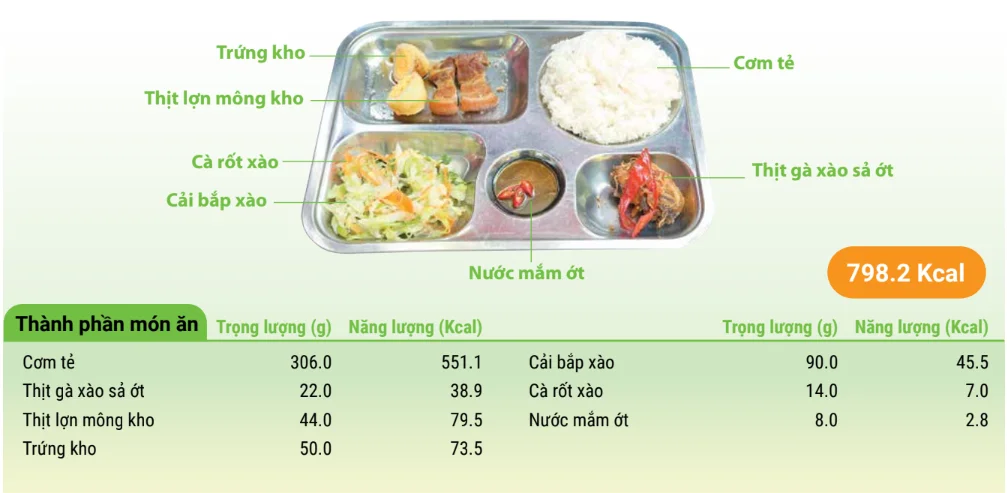 Trứng kho
Cơm tẻ
Thịt lợn mông kho
Cà rốt xào
Thịt gà xào sả ớt
Cải bắp xào
Nước mắm ớt
798.2 Kcal
Thành phần món ăn Trọng lượng (g) Năng lượng (Kcal) Trọng lượng (g) Năng lượng (Kcal)
Cơm tẻ 306.0 551.1 Cải bắp xào 90.0 45.5
Thịt gà xào sả ớt 22.0 38.9 Cà rốt xào 14.0 7.0
Thịt lợn mông kho 44.0 79.5 Nước mắm ớt 8.0 2.8
Trứng kho 50.0 73.5